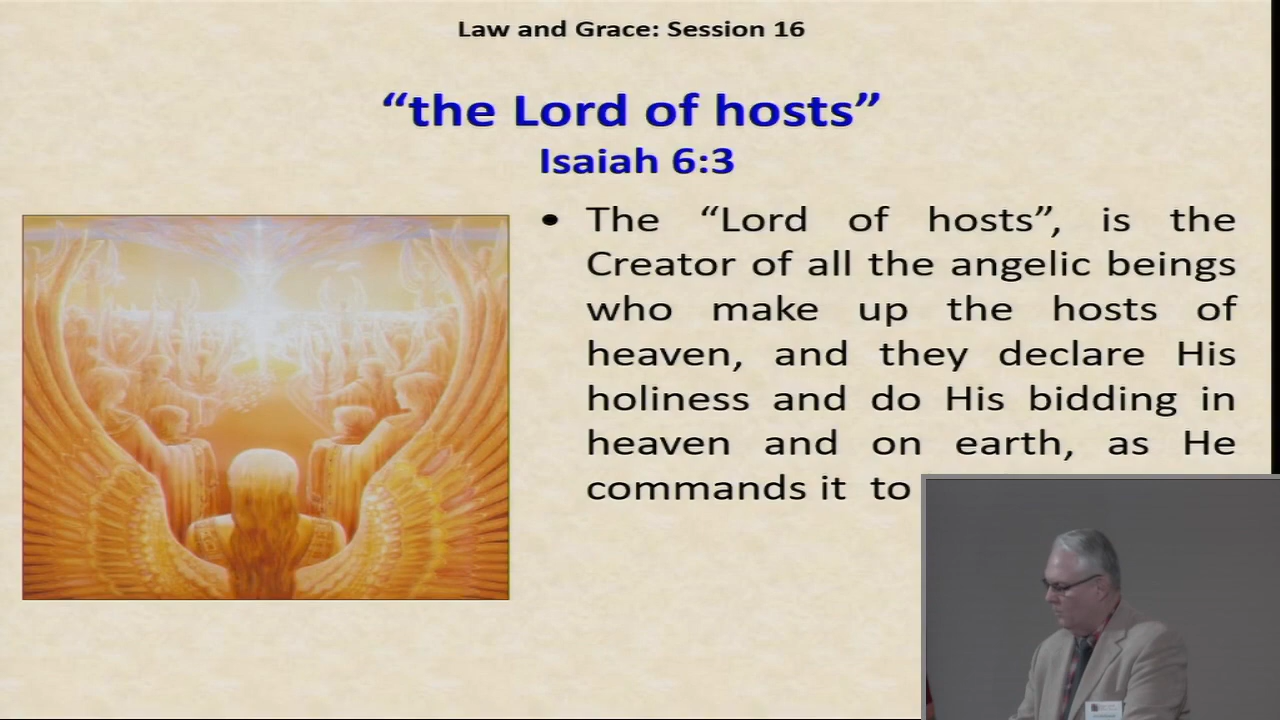 Law and Grace: Session 16
“the Lord of hosts”
Isaiah 6:3
• The “Lord of hosts”, is the
Creator of all the angelic beings
who make up the hosts of
heaven, and they declare His
holiness and do His bidding in
heaven and on earth, as He
commands it to